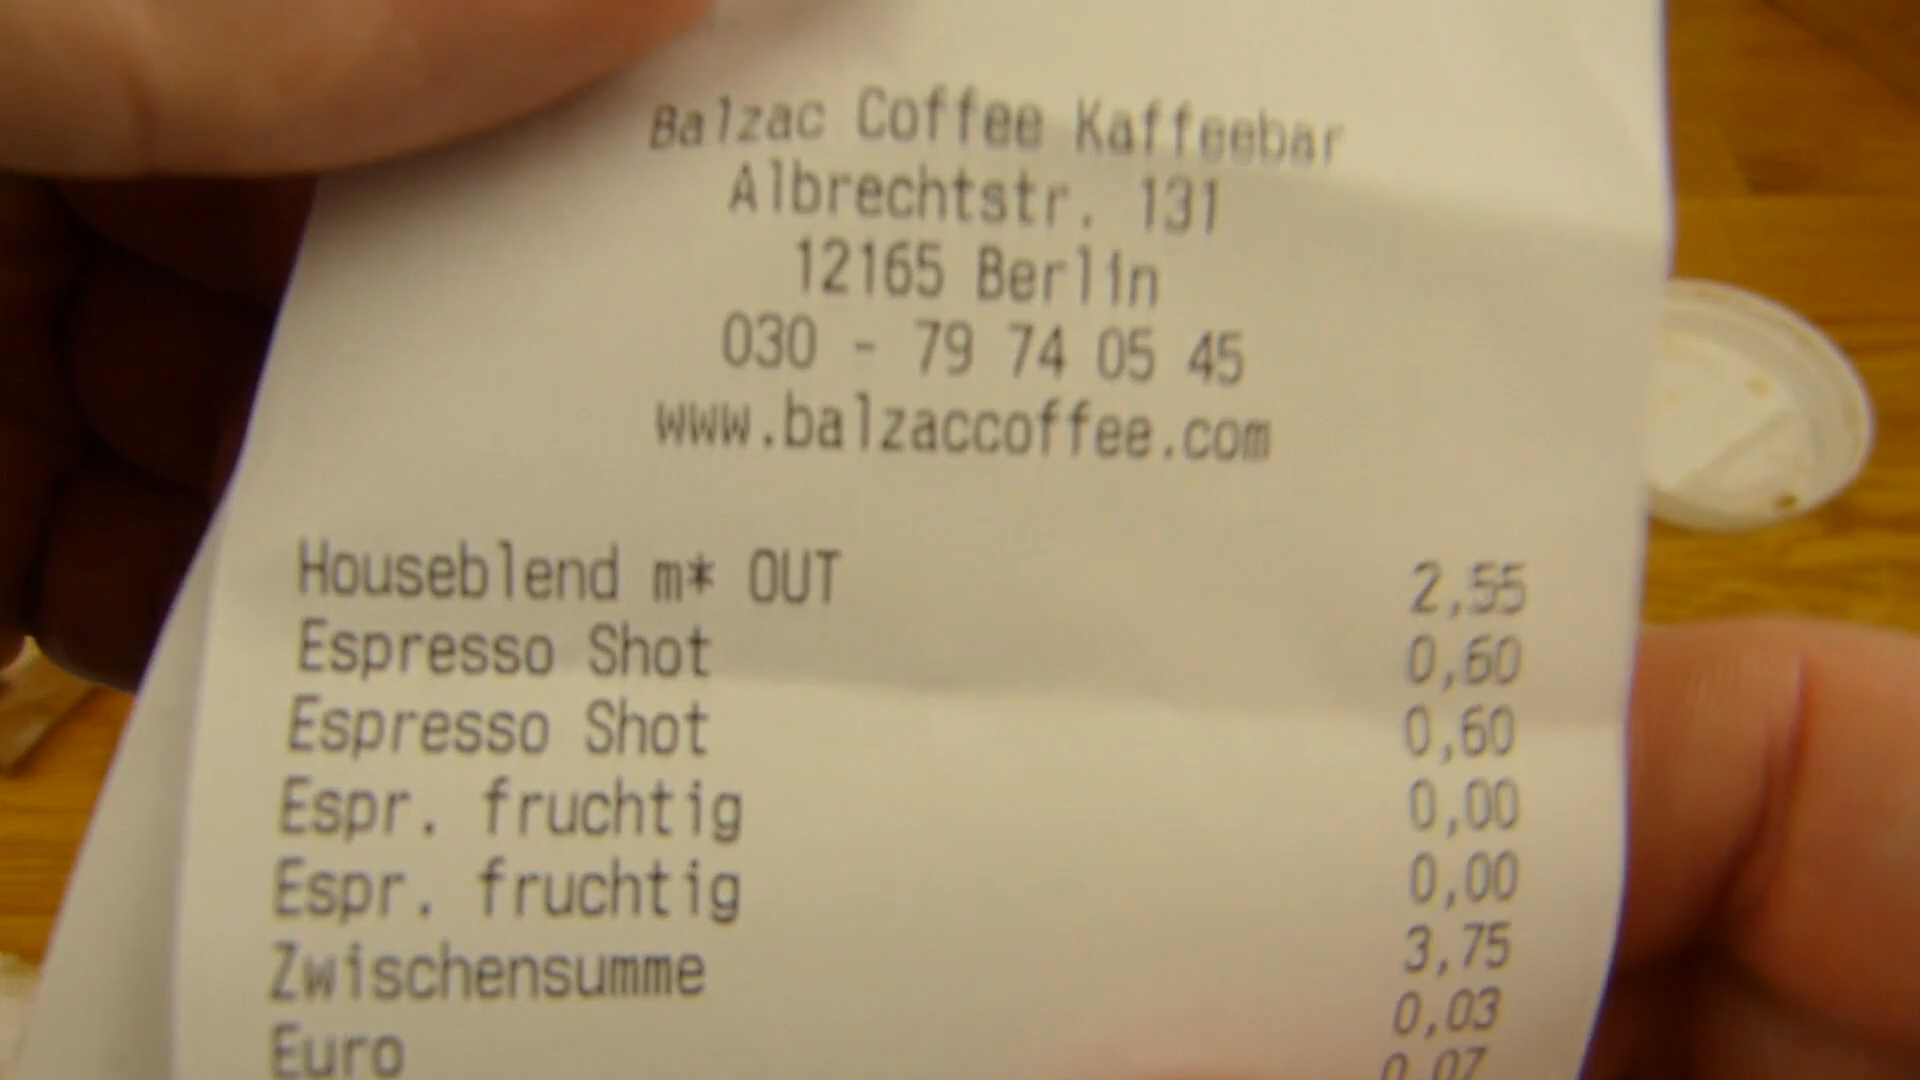 Balzac Coffee Kaffeebar
Albrechtstr. 131
12165 Berlin
030 - 79 74 05 45
www.balzaccoffee.com
Houseblend m* OUT 2,55
Espresso Shot 0,60
Espresso Shot 0,60
Espr. fruchtig 0,00
Espr. fruchtig 0,00
Zwischensumme 3,75
Euro 0,03
0,07